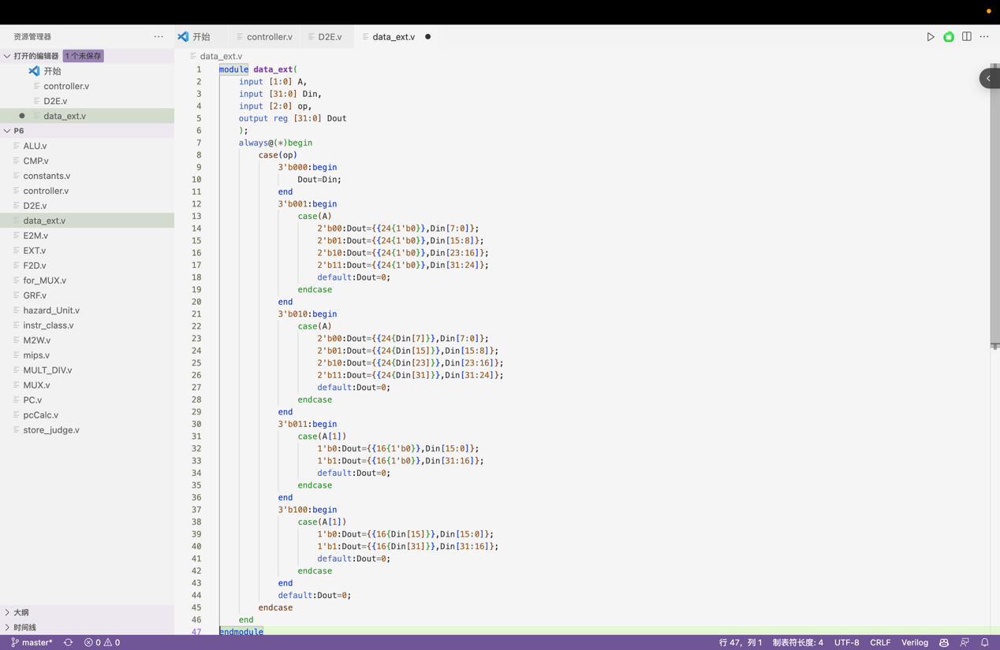 资源管理器
打开的编辑器 1 个未保存
开始
controller.v
D2E.v
data_ext.v
P6
ALU.v
CMP.v
constants.v
controller.v
D2E.v
data_ext.v
E2M.v
EXT.v
F2D.v
for_MUX.v
GRF.v
hazard_Unit.v
instr_class.v
M2W.v
mips.v
MULT_DIV.v
MUX.v
PC.v
pcCalc.v
store_judge.v
大纲
时间线
开始 controller.v D2E.v data_ext.v
data_ext.v
1 module data_ext(
2 input [1:0] A,
3 input [31:0] Din,
4 input [2:0] op,
5 output reg [31:0] Dout
6 );
7 always@(*)begin
8 case(op)
9 3'b000:begin
10 Dout=Din;
11 end
12 3'b001:begin
13 case(A)
14 2'b00:Dout={{24{1'b0}},Din[7:0]};
15 2'b01:Dout={{24{1'b0}},Din[15:8]};
16 2'b10:Dout={{24{1'b0}},Din[23:16]};
17 2'b11:Dout={{24{1'b0}},Din[31:24]};
18 default:Dout=0;
19 endcase
20 end
21 3'b010:begin
22 case(A)
23 2'b00:Dout={{24{Din[7]}},Din[7:0]};
24 2'b01:Dout={{24{Din[15]}},Din[15:8]};
25 2'b10:Dout={{24{Din[23]}},Din[23:16]};
26 2'b11:Dout={{24{Din[31]}},Din[31:24]};
27 default:Dout=0;
28 endcase
29 end
30 3'b011:begin
31 case(A[1])
32 1'b0:Dout={{16{1'b0}},Din[15:0]};
33 1'b1:Dout={{16{1'b0}},Din[31:16]};
34 default:Dout=0;
35 endcase
36 end
37 3'b100:begin
38 case(A[1])
39 1'b0:Dout={{16{Din[15]}},Din[15:0]};
40 1'b1:Dout={{16{Din[31]}},Din[31:16]};
41 default:Dout=0;
42 endcase
43 end
44 default:Dout=0;
45 endcase
46 end
47 endmodule
master* 0 0 行 47，列 1 制表符长度: 4 UTF-8 CRLF Verilog